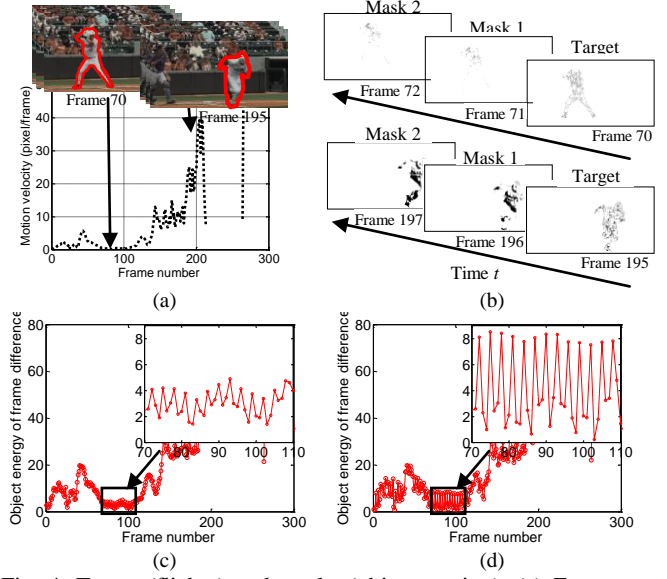 Frame 70
Frame 195
Motion velocity (pixel/frame)
40
30
20
10
0
0
100
200
300
Frame number
(a)
Mask 2
Mask 1
Target
Frame 72
Frame 71
Frame 70
Mask 2
Mask 1
Target
Frame 197
Frame 196
Frame 195
Time t
(b)
Object energy of frame difference
80
60
40
20
0
0
100
200
300
8
6
4
2
0
70
80
90
100
110
Frame number
(c)
Object energy of frame difference
80
60
40
20
0
0
100
200
300
8
6
4
2
0
70
80
90
100
110
Frame number
(d)